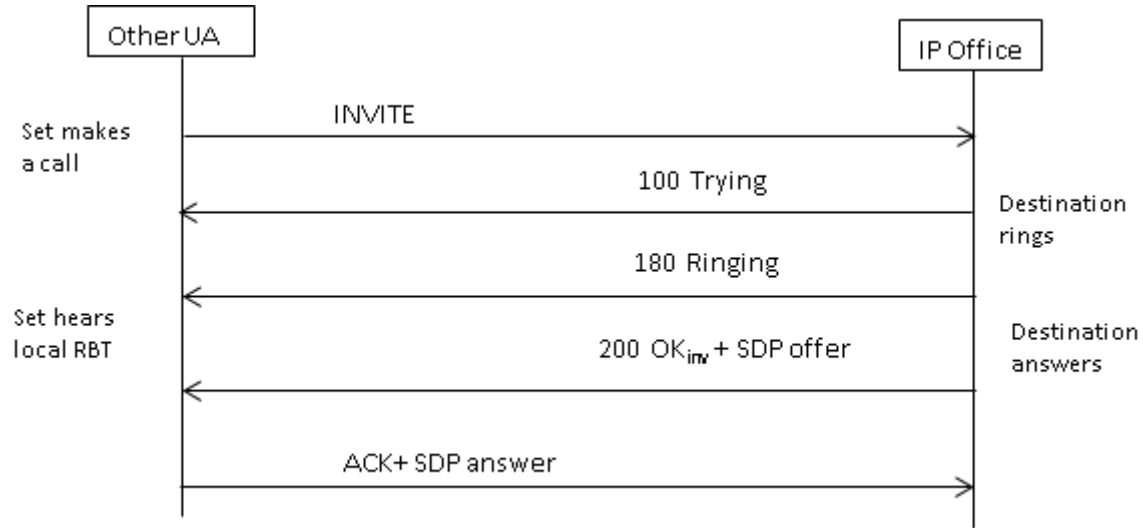 Other UA
IP Office
INVITE
Set makes
a call
100 Trying
Destination
rings
180 Ringing
Set hears
local RBT
200 OKinv + SDP offer
Destination
answers
ACK+ SDP answer